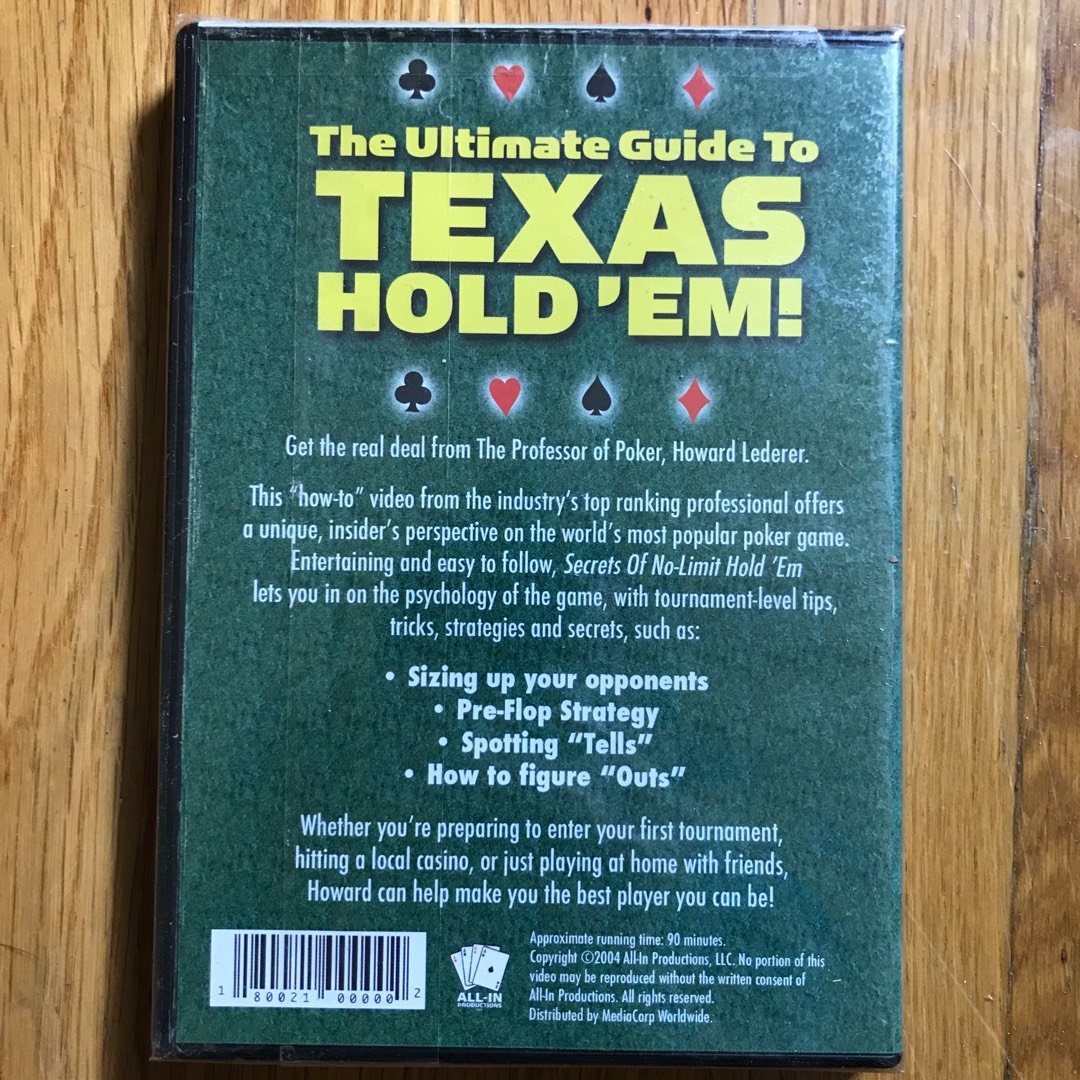 The Ultimate Guide To
TEXAS
HOLD 'EM!
Get the real deal from The Professor of Poker, Howard Lederer.
This "how-to" video from the industry's top ranking professional offers
a unique, insider's perspective on the world's most popular poker game.
Entertaining and easy to follow, Secrets Of No-Limit Hold 'Em
lets you in on the psychology of the game, with tournament-level tips,
tricks, strategies and secrets, such as:
• Sizing up your opponents
• Pre-Flop Strategy
• Spotting "Tells"
• How to figure "Outs"
Whether you're preparing to enter your first tournament,
hitting a local casino, or just playing at home with friends,
Howard can help make you the best player you can be!
1 80021 00000 2
ALL-IN
PRODUCTIONS
Approximate running time: 90 minutes.
Copyright ©2004 All-In Productions, LLC. No portion of this
video may be reproduced without the written consent of
All-In Productions. All rights reserved.
Distributed by MediaCorp Worldwide.